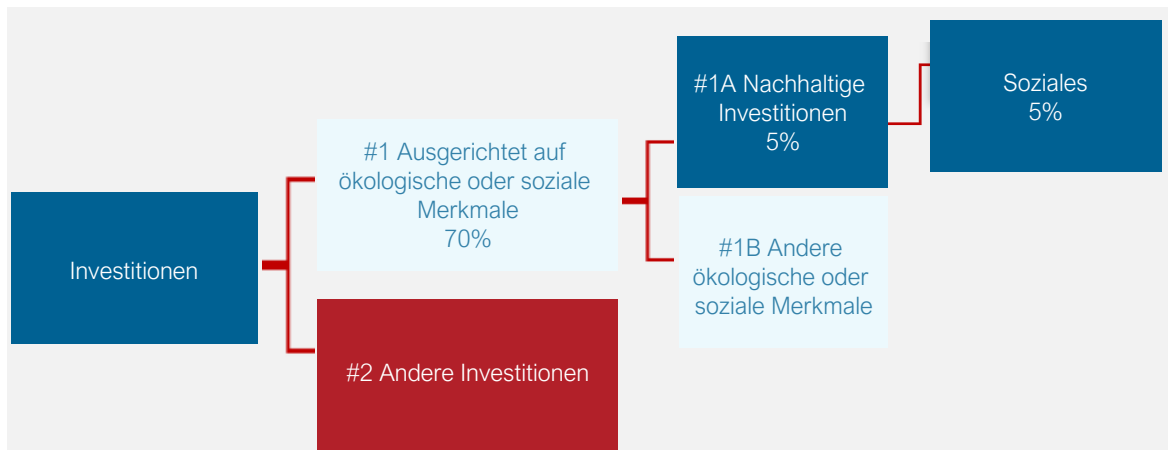 Investitionen
#1 Ausgerichtet auf
ökologische oder soziale
Merkmale
70%
#2 Andere Investitionen
#1A Nachhaltige
Investitionen
5%
#1B Andere
ökologische oder
soziale Merkmale
Soziales
5%